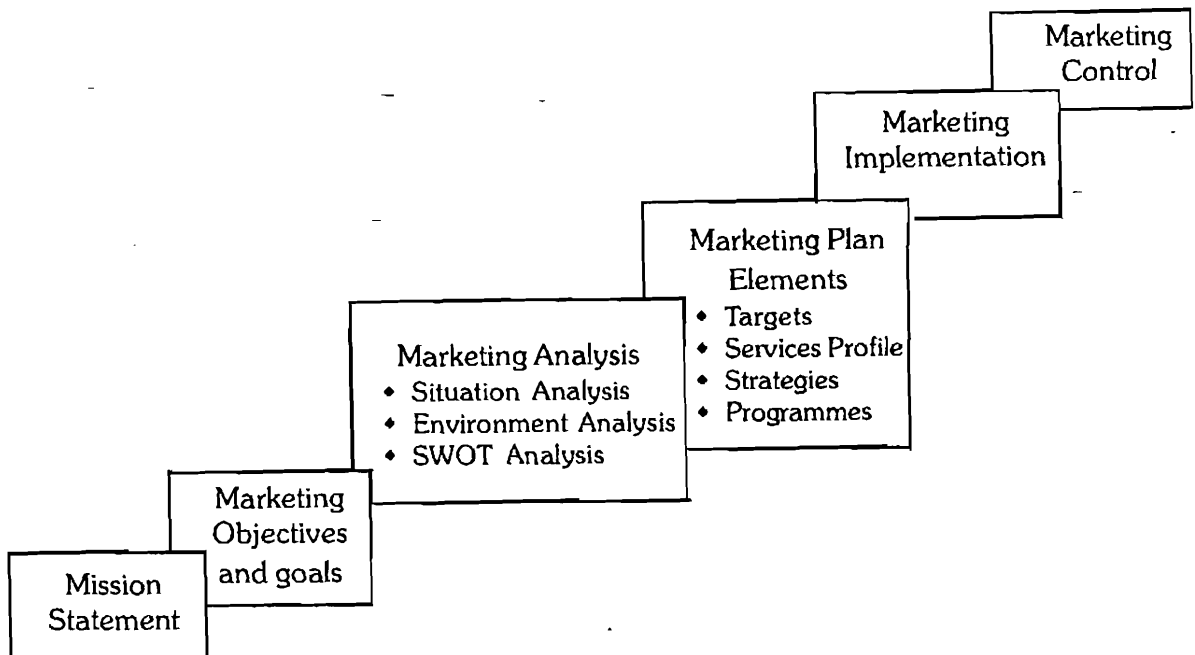 Marketing
Control
Marketing
Implementation
Marketing Plan
Elements
• Targets
• Services Profile
• Strategies
• Programmes
Marketing Analysis
• Situation Analysis
• Environment Analysis
• SWOT Analysis
Marketing
Objectives
and goals
Mission
Statement